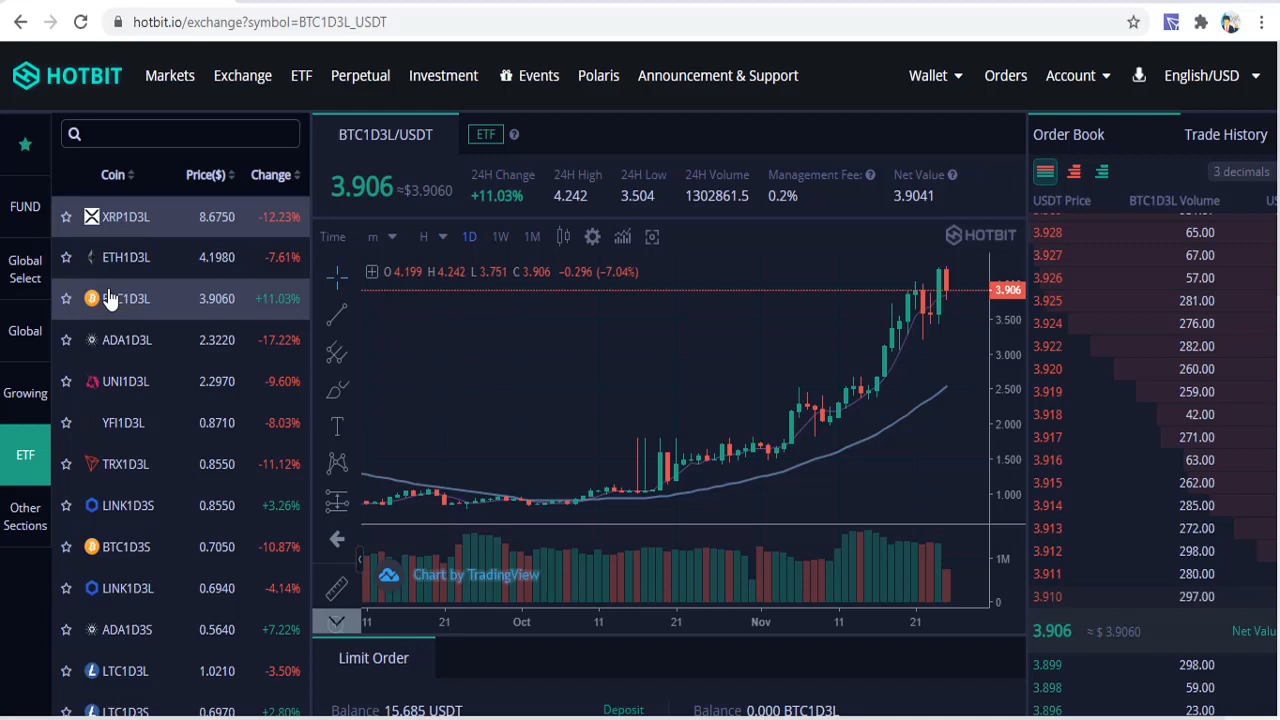 hotbit.io/exchange?symbol=BTC1D3L_USDT
HOTBIT Markets Exchange ETF Perpetual Investment Events Polaris Announcement & Support Wallet Orders Account English/USD
FUND
Global
Select
Global
Growing
ETF
Other
Sections
Coin Price($) Change
XRP1D3L 8.6750 -12.23%
ETH1D3L 4.1980 -7.61%
3.9060 +11.03%
ADA1D3L 2.3220 -17.22%
UNI1D3L 2.2970 -9.60%
YFI1D3L 0.8710 -8.03%
TRX1D3L 0.8550 -11.12%
LINK1D3S 0.8550 +3.26%
BTC1D3S 0.7050 -10.87%
LINK1D3L 0.6940 -4.14%
ADA1D3S 0.5640 +7.22%
LTC1D3L 1.0210 -3.50%
LTC1D3S 0.6970 +2.80%
BTC1D3L/USDT ETF
3.906 ≈$3.9060
24H Change
+11.03%
24H High
4.242
24H Low
3.504
24H Volume
1302861.5
Management Fee:
0.2%
Net Value
3.9041
Time m H 1D 1W 1M HOTBIT
O 4.199 H 4.242 L 3.751 C 3.906 -0.296 (-7.04%)
3.906
3.500
3.000
2.500
2.000
1.500
1.000
1M
0
Chart by TradingView
11 21 Oct 11 21 Nov 11 21
Limit Order
Balance 15.685 USDT Deposit Balance 0.000 BTC1D3L
Order Book Trade History
3 decimals
USDT Price BTC1D3L Volume
3.928 65.00
3.927 67.00
3.926 57.00
3.925 281.00
3.924 276.00
3.922 282.00
3.920 260.00
3.919 259.00
3.918 42.00
3.917 271.00
3.916 63.00
3.915 262.00
3.914 285.00
3.913 272.00
3.912 298.00
3.911 280.00
3.910 297.00
3.906 ≈ $ 3.9060 Net Valu
3.899 298.00
3.898 59.00
3.896 23.00